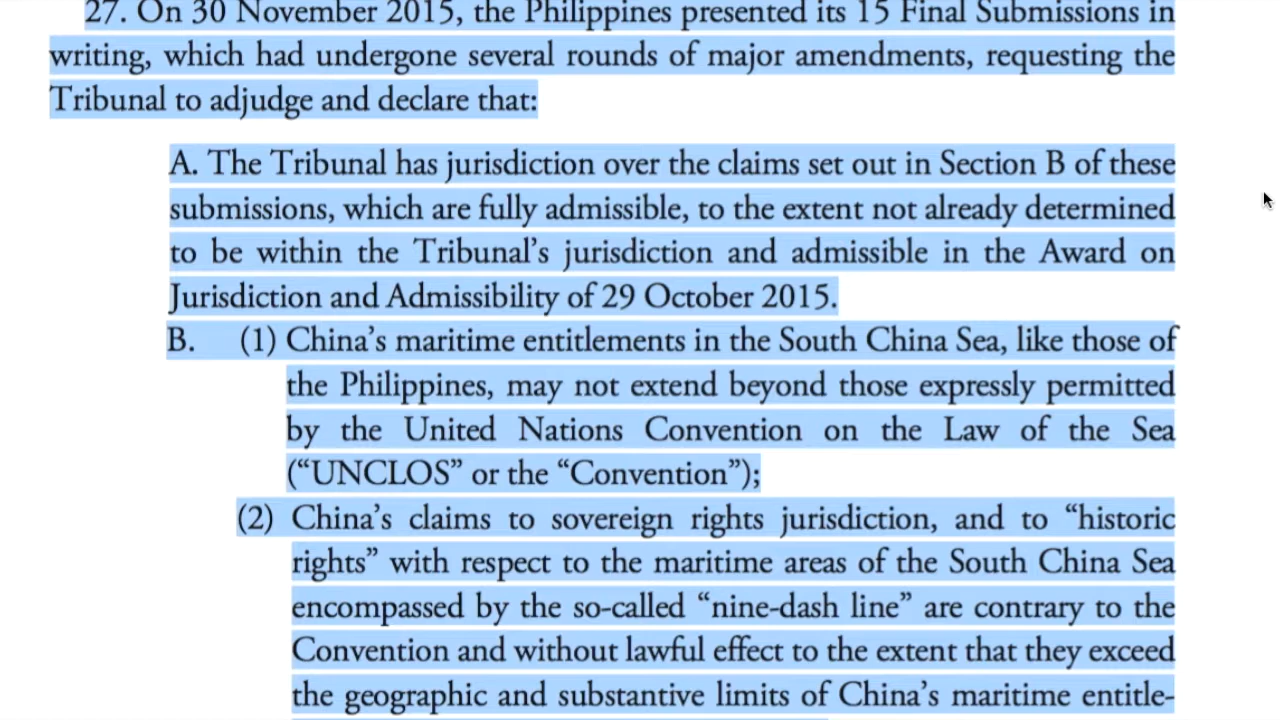 27. On 30 November 2015, the Philippines presented its 15 Final Submissions in
writing, which had undergone several rounds of major amendments, requesting the
Tribunal to adjudge and declare that:
A. The Tribunal has jurisdiction over the claims set out in Section B of these
submissions, which are fully admissible, to the extent not already determined
to be within the Tribunal’s jurisdiction and admissible in the Award on
Jurisdiction and Admissibility of 29 October 2015.
B. (1) China’s maritime entitlements in the South China Sea, like those of
the Philippines, may not extend beyond those expressly permitted
by the United Nations Convention on the Law of the Sea
(“UNCLOS” or the “Convention”);
(2) China’s claims to sovereign rights jurisdiction, and to “historic
rights” with respect to the maritime areas of the South China Sea
encompassed by the so-called “nine-dash line” are contrary to the
Convention and without lawful effect to the extent that they exceed
the geographic and substantive limits of China’s maritime entitle-